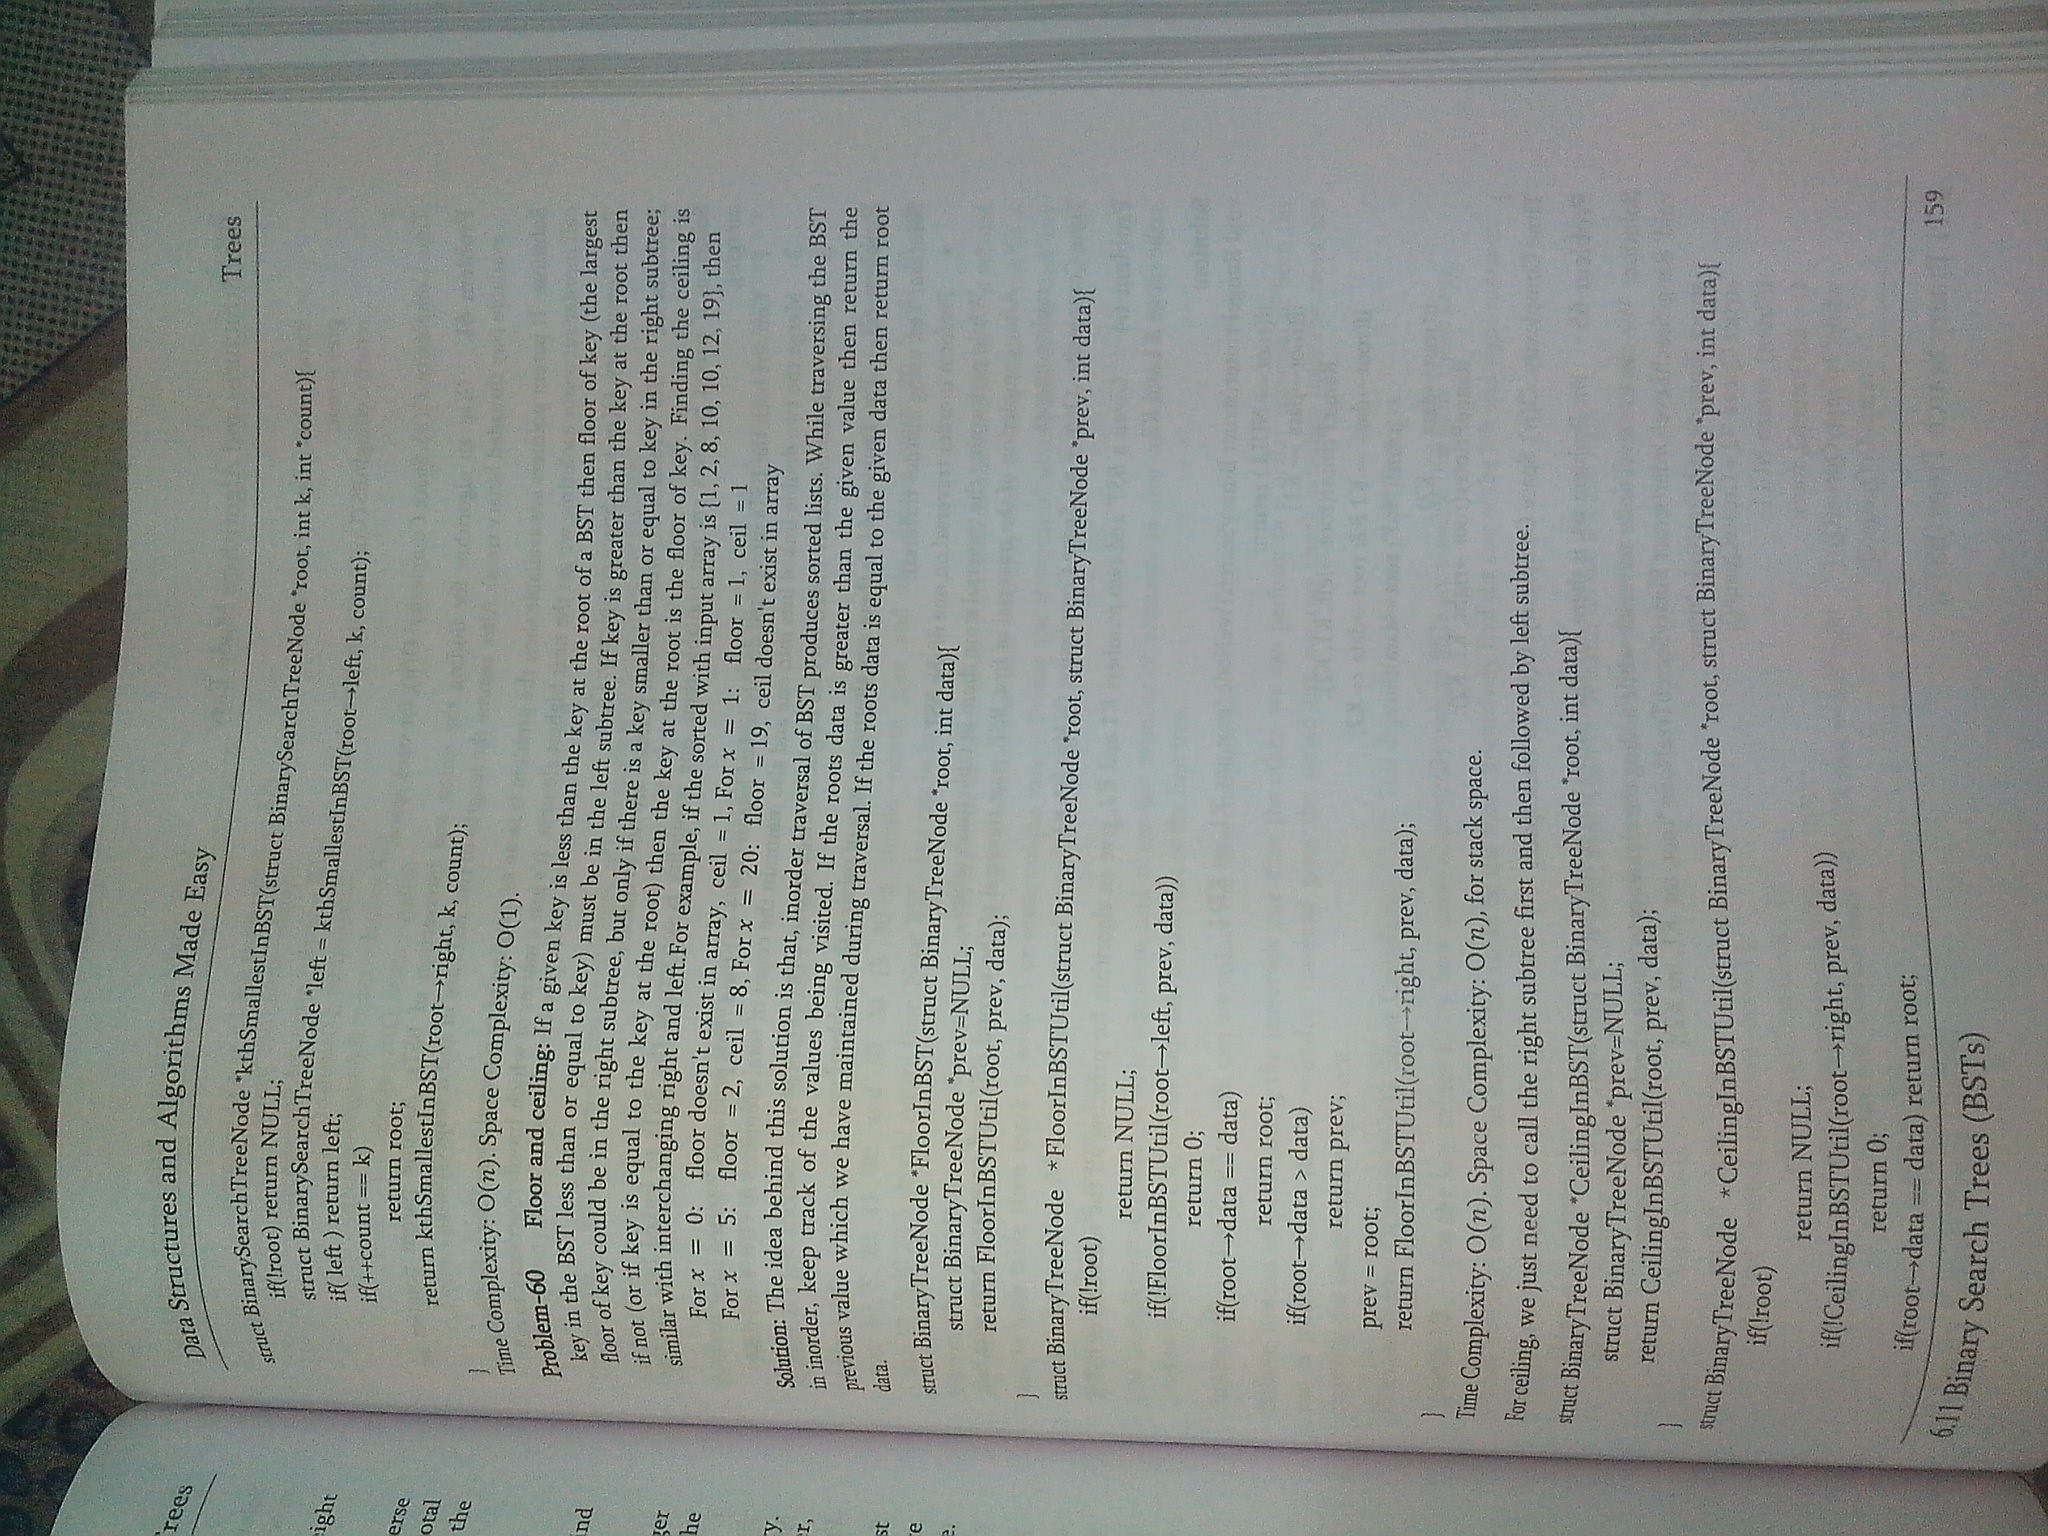 Trees
eight
erse
otal
the
ind
ger
he
y.
r,
st
e
e.
Data Structures and Algorithms Made Easy
Trees
struct BinarySearchTreeNode *kthSmallestInBST(struct BinarySearchTreeNode *root, int k, int *count){
if(!root) return NULL;
struct BinarySearchTreeNode *left = kthSmallestInBST(root→left, k, count);
if( left ) return left;
if(++count == k)
return root;
return kthSmallestInBST(root→right, k, count);
}
Time Complexity: O(n). Space Complexity: O(1).
Problem-60 Floor and ceiling: If a given key is less than the key at the root of a BST then floor of key (the largest
key in the BST less than or equal to key) must be in the left subtree. If key is greater than the key at the root then
floor of key could be in the right subtree, but only if there is a key smaller than or equal to key in the right subtree;
if not (or if key is equal to the key at the root) then the key at the root is the floor of key. Finding the ceiling is
similar with interchanging right and left.For example, if the sorted with input array is {1, 2, 8, 10, 10, 12, 19}, then
For x = 0: floor doesn't exist in array, ceil = 1, For x = 1: floor = 1, ceil = 1
For x = 5: floor = 2, ceil = 8, For x = 20: floor = 19, ceil doesn't exist in array
Solution: The idea behind this solution is that, inorder traversal of BST produces sorted lists. While traversing the BST
in inorder, keep track of the values being visited. If the roots data is greater than the given value then return the
previous value which we have maintained during traversal. If the roots data is equal to the given data then return root
data.
struct BinaryTreeNode *FloorInBST(struct BinaryTreeNode *root, int data){
struct BinaryTreeNode *prev=NULL;
return FloorInBSTUtil(root, prev, data);
}
struct BinaryTreeNode *FloorInBSTUtil(struct BinaryTreeNode *root, struct BinaryTreeNode *prev, int data){
if(!root)
return NULL;
if(!FloorInBSTUtil(root→left, prev, data))
return 0;
if(root→data == data)
return root;
if(root→data > data)
return prev;
prev = root;
return FloorInBSTUtil(root→right, prev, data);
}
Time Complexity: O(n). Space Complexity: O(n), for stack space.
For ceiling, we just need to call the right subtree first and then followed by left subtree.
struct BinaryTreeNode *CeilingInBST(struct BinaryTreeNode *root, int data){
struct BinaryTreeNode *prev=NULL;
return CeilingInBSTUtil(root, prev, data);
}
struct BinaryTreeNode *CeilingInBSTUtil(struct BinaryTreeNode *root, struct BinaryTreeNode *prev, int data){
if(!root)
return NULL;
if(!CeilingInBSTUtil(root→right, prev, data))
return 0;
if(root→data == data) return root;
6.11 Binary Search Trees (BSTs)
159